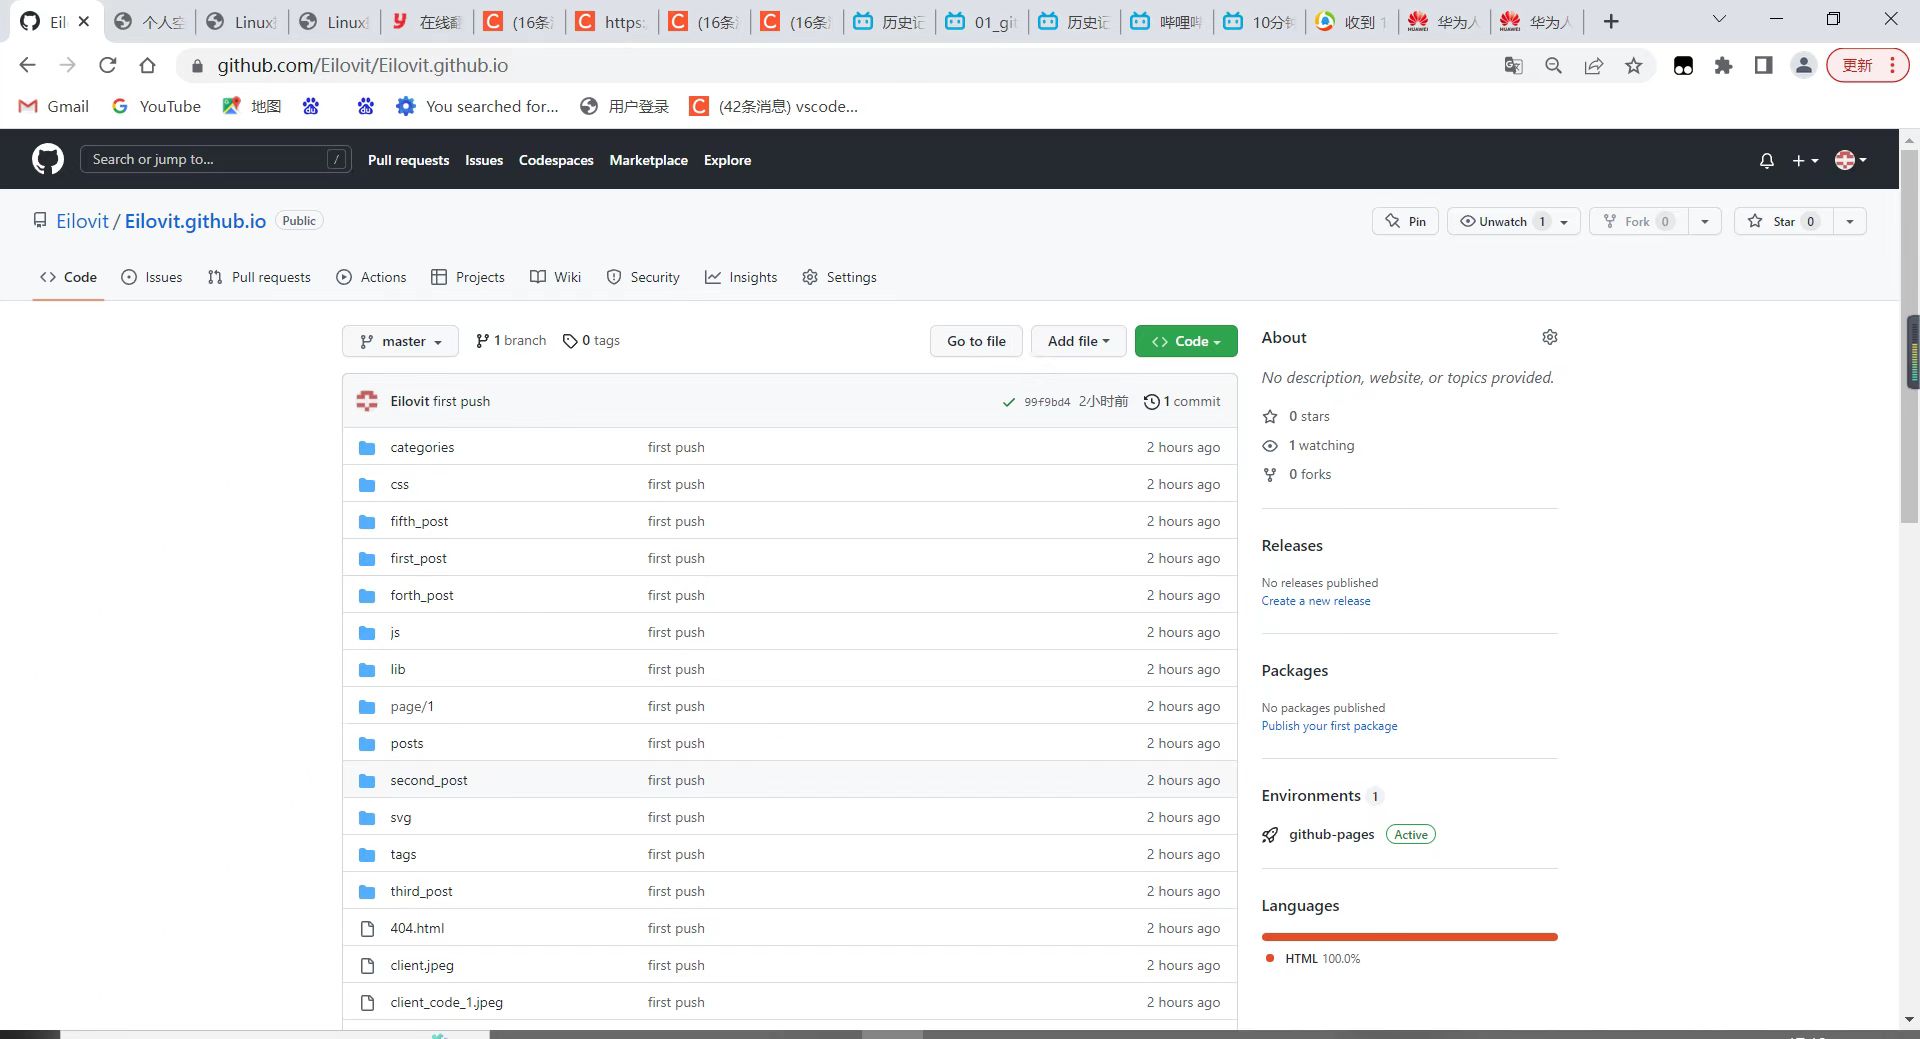 Eil
个人空
Linux
Linux
在线翻
(16条
https:
(16条
(16条
历史记
01_git
历史记
哔哩哔
10分钟
收到 1
华为人
华为人
github.com/Eilovit/Eilovit.github.io
更新
Gmail YouTube 地图 You searched for... 用户登录 (42条消息) vscode...
Search or jump to... / Pull requests Issues Codespaces Marketplace Explore
Eilovit / Eilovit.github.io Public
Pin Unwatch 1 Fork 0 Star 0
Code Issues Pull requests Actions Projects Wiki Security Insights Settings
master 1 branch 0 tags Go to file Add file Code
Eilovit first push 99f9bd4 2小时前 1 commit
categories first push 2 hours ago
css first push 2 hours ago
fifth_post first push 2 hours ago
first_post first push 2 hours ago
forth_post first push 2 hours ago
js first push 2 hours ago
lib first push 2 hours ago
page/1 first push 2 hours ago
posts first push 2 hours ago
second_post first push 2 hours ago
svg first push 2 hours ago
tags first push 2 hours ago
third_post first push 2 hours ago
404.html first push 2 hours ago
client.jpeg first push 2 hours ago
client_code_1.jpeg first push 2 hours ago
About
No description, website, or topics provided.
0 stars
1 watching
0 forks
Releases
No releases published
Create a new release
Packages
No packages published
Publish your first package
Environments 1
github-pages Active
Languages
HTML 100.0%